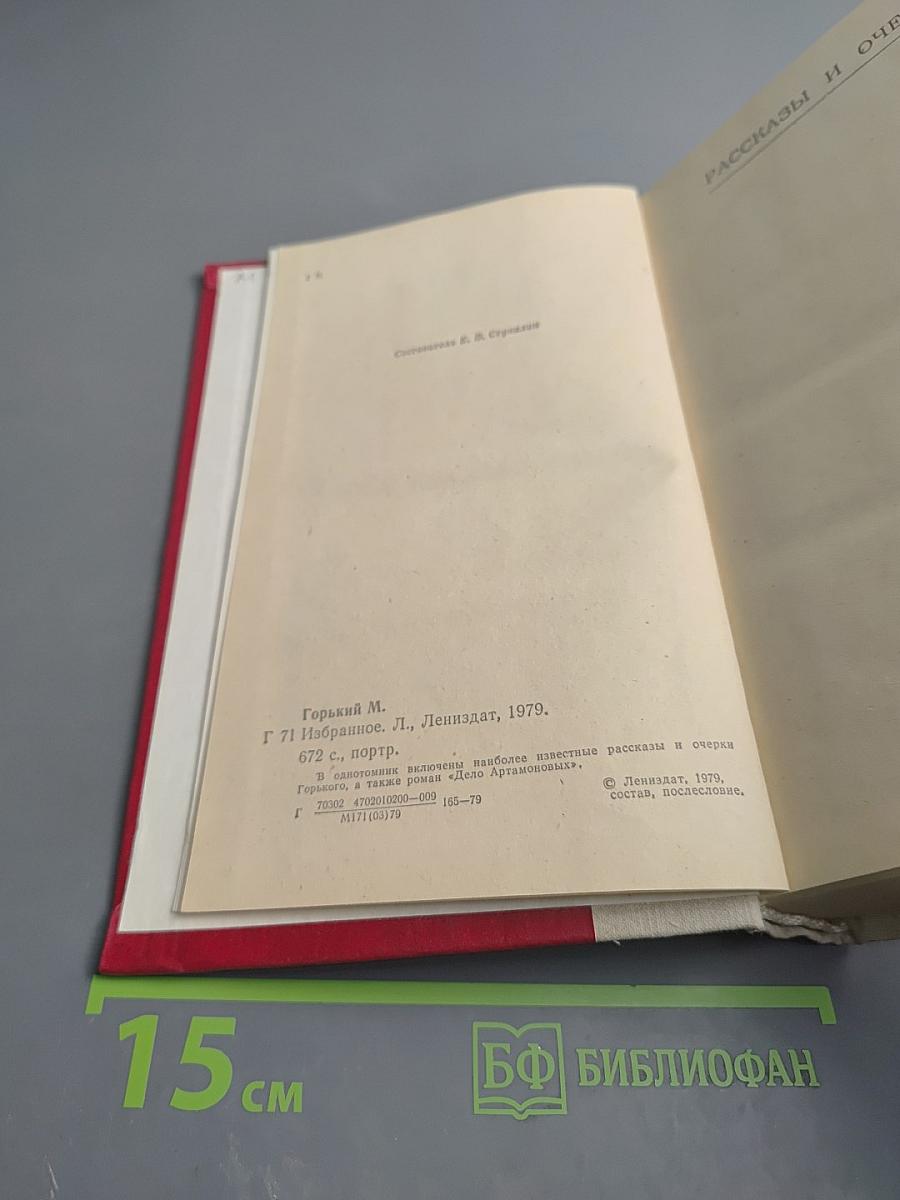 Составитель
Горький М.
Г 71 Избранное. Л., Лениздат, 1979.
672 с., портр.
В однотомник включены наиболее известные рассказы и очерки
Горького, а также роман «Дело Артамоновых».
Г 70302 4702010200—009 165—79
М171(03)79
© Лениздат, 1979,
состав, послесловие.
РАССКАЗЫ И ОЧЕ
15 см
БФ БИБЛИОФАН